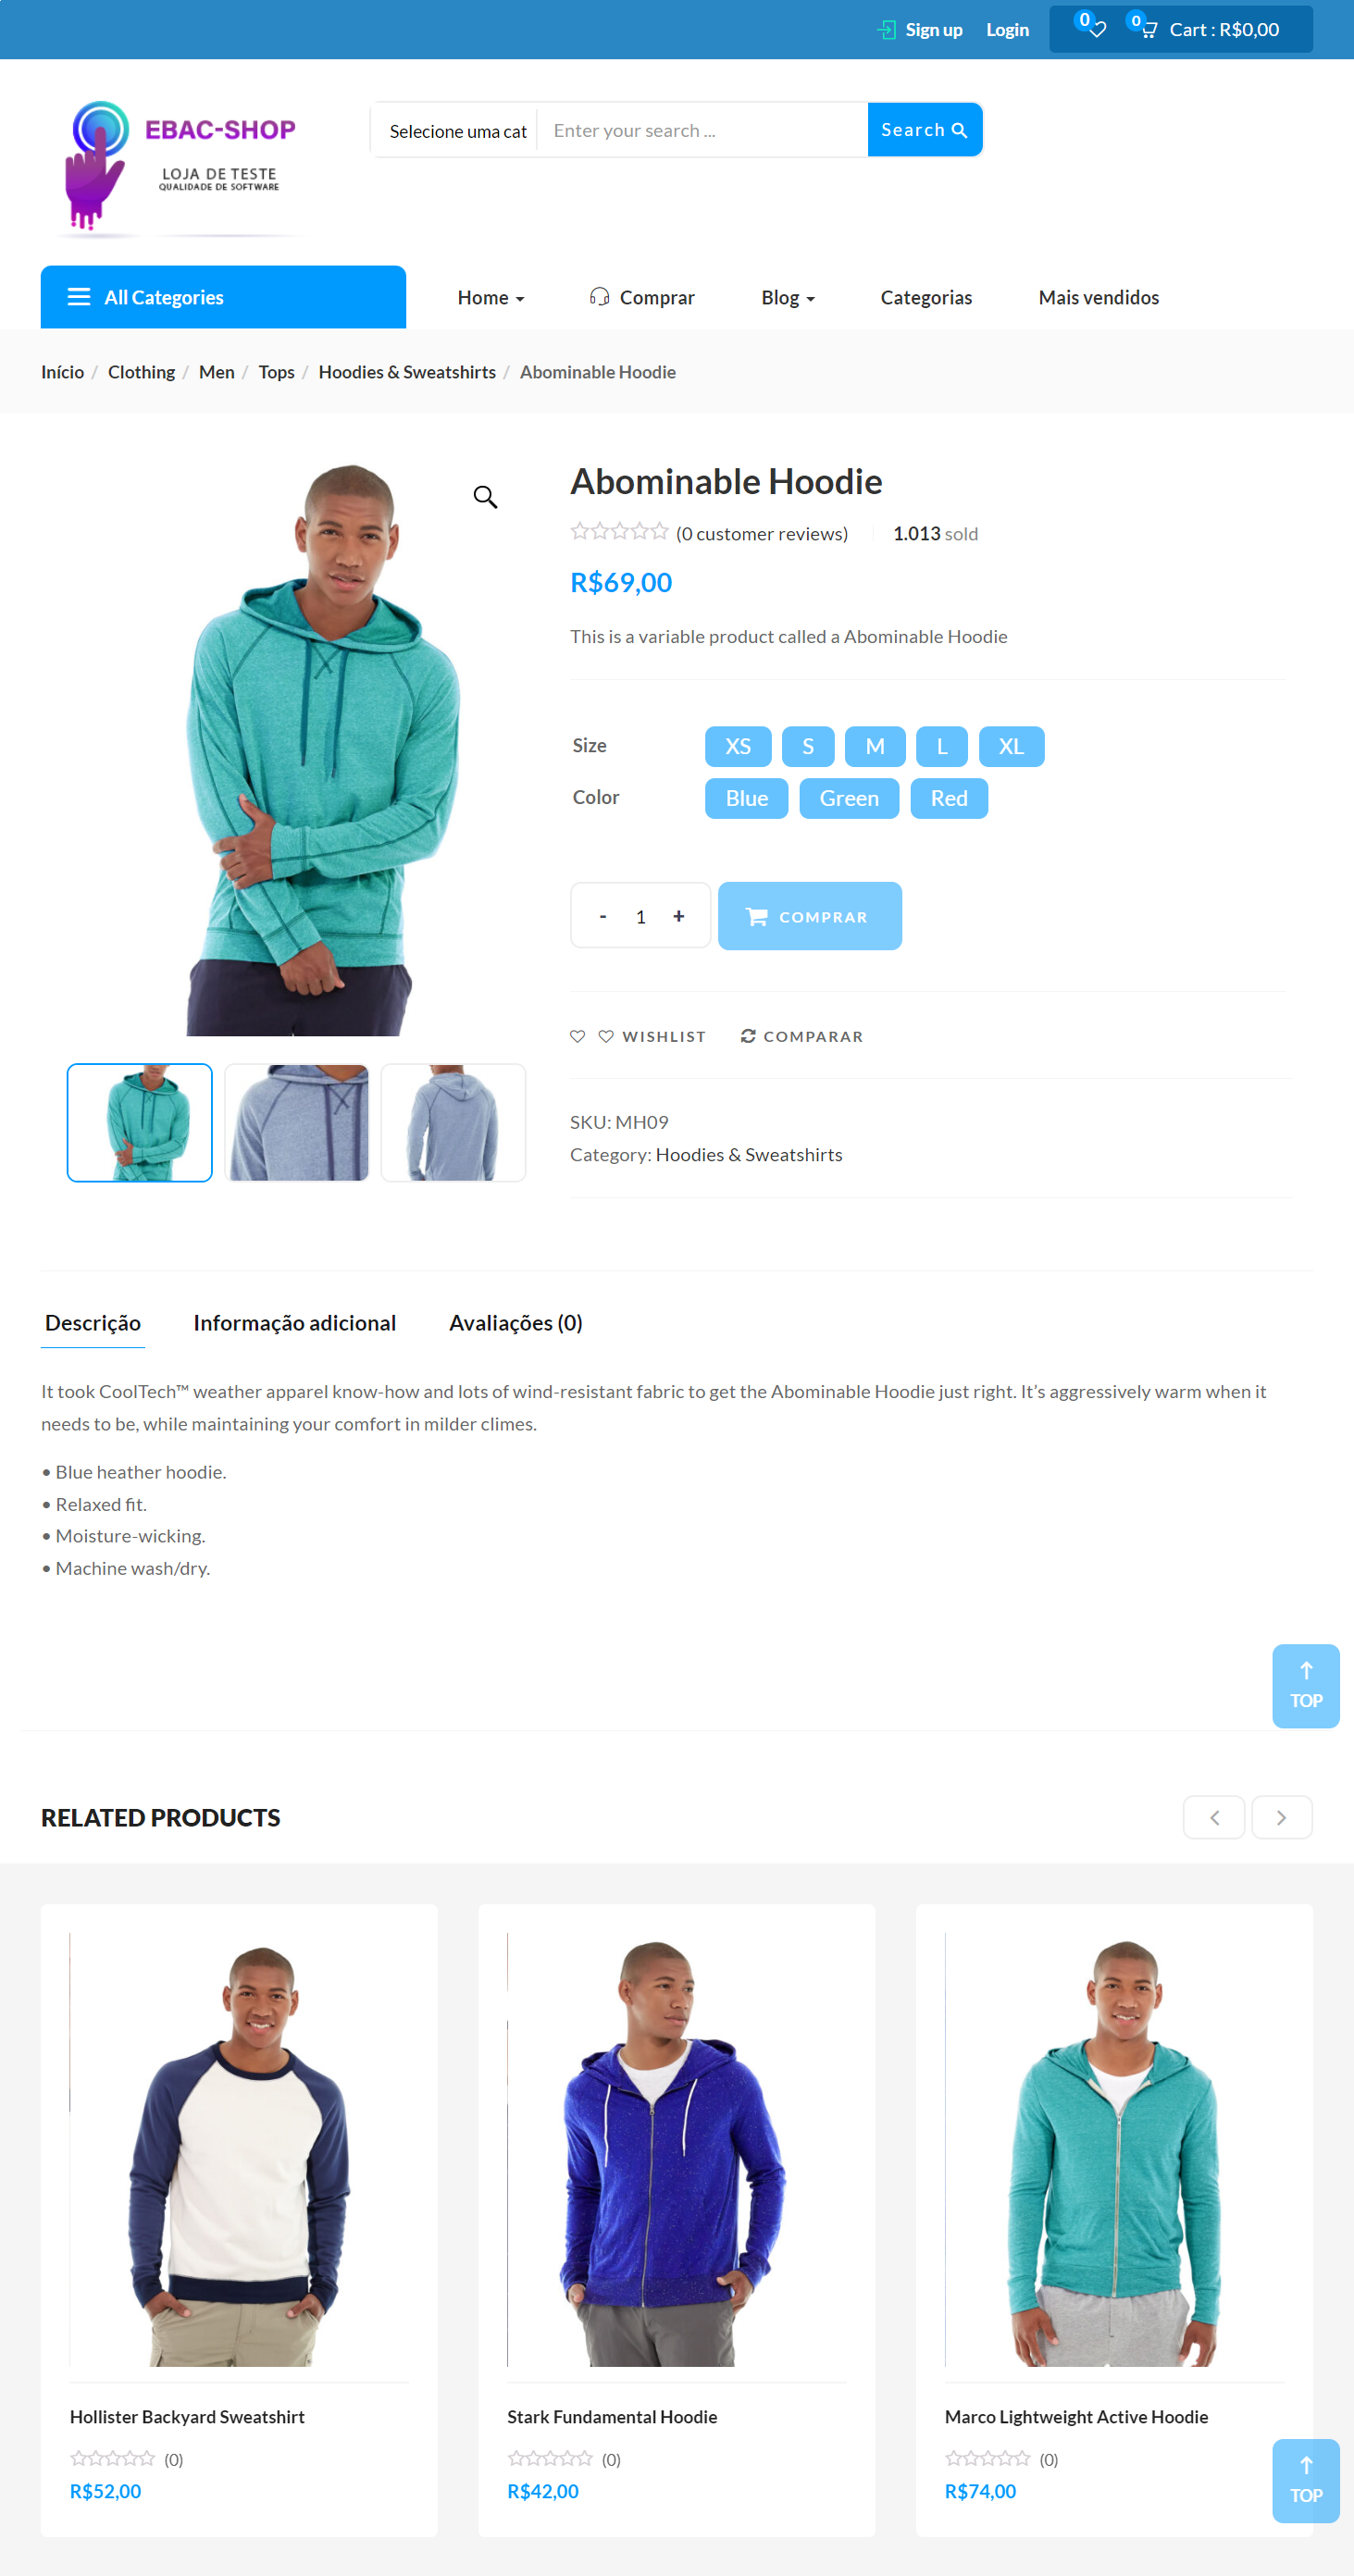 Sign up Login 0 0 Cart : R$0,00
EBAC-SHOP
LOJA DE TESTE
QUALIDADE DE SOFTWARE
Selecione uma cat Enter your search ... Search
All Categories Home Comprar Blog Categorias Mais vendidos
Início / Clothing / Men / Tops / Hoodies & Sweatshirts / Abominable Hoodie
Abominable Hoodie
(0 customer reviews) 1.013 sold
R$69,00
This is a variable product called a Abominable Hoodie
Size XS S M L XL
Color Blue Green Red
- 1 + COMPRAR
WISHLIST COMPARAR
SKU: MH09
Category: Hoodies & Sweatshirts
Descrição Informação adicional Avaliações (0)
It took CoolTech™ weather apparel know-how and lots of wind-resistant fabric to get the Abominable Hoodie just right. It’s aggressively warm when it
needs to be, while maintaining your comfort in milder climes.
• Blue heather hoodie.
• Relaxed fit.
• Moisture-wicking.
• Machine wash/dry.
TOP
RELATED PRODUCTS
Hollister Backyard Sweatshirt Stark Fundamental Hoodie Marco Lightweight Active Hoodie
(0) (0) (0)
R$52,00 R$42,00 R$74,00
TOP